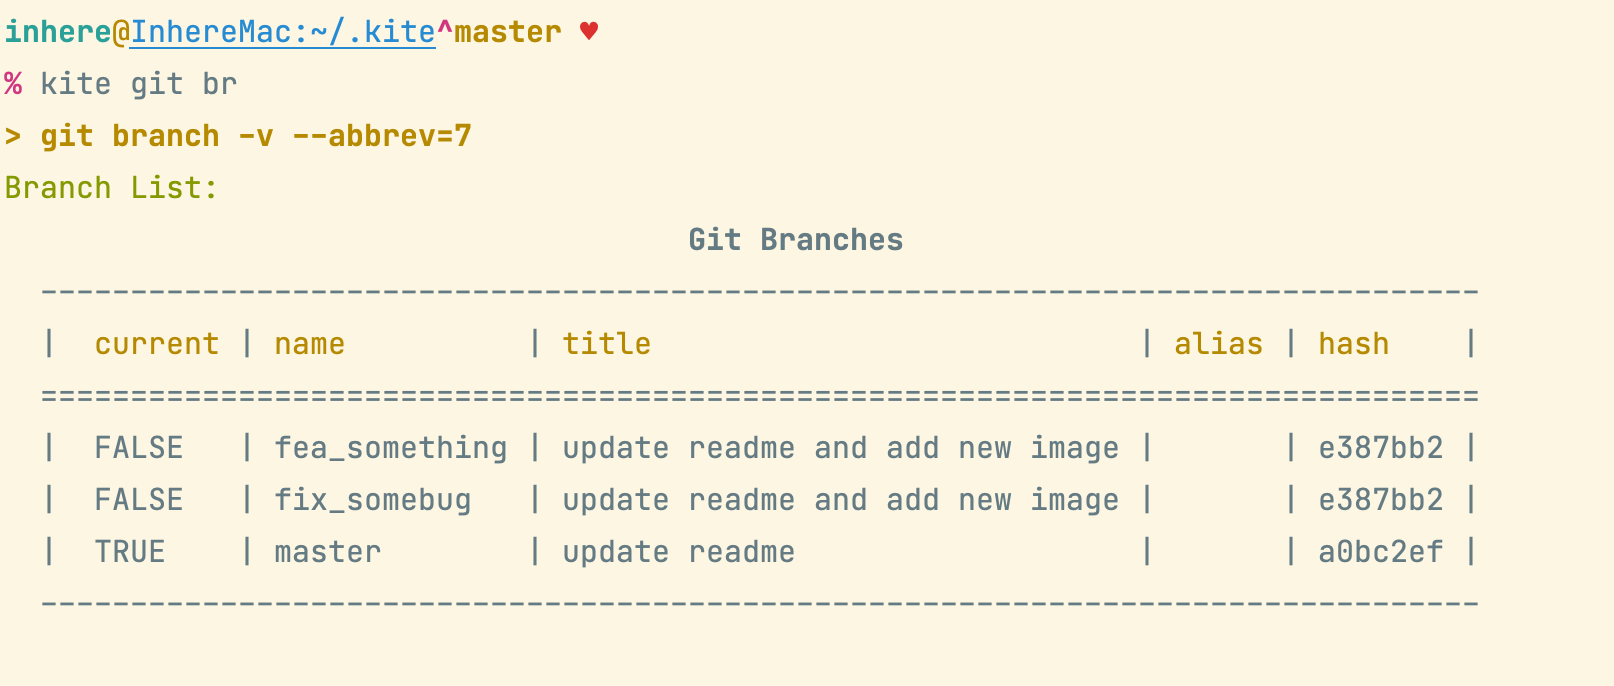 inhere@InhereMac:~/.kite^master ♥
% kite git br
> git branch -v --abbrev=7
Branch List:
Git Branches
--------------------------------------------------------------------------------
|  current | name          | title                           | alias | hash    |
================================================================================
|  FALSE   | fea_something | update readme and add new image |       | e387bb2 |
|  FALSE   | fix_somebug   | update readme and add new image |       | e387bb2 |
|  TRUE    | master        | update readme                   |       | a0bc2ef |
--------------------------------------------------------------------------------